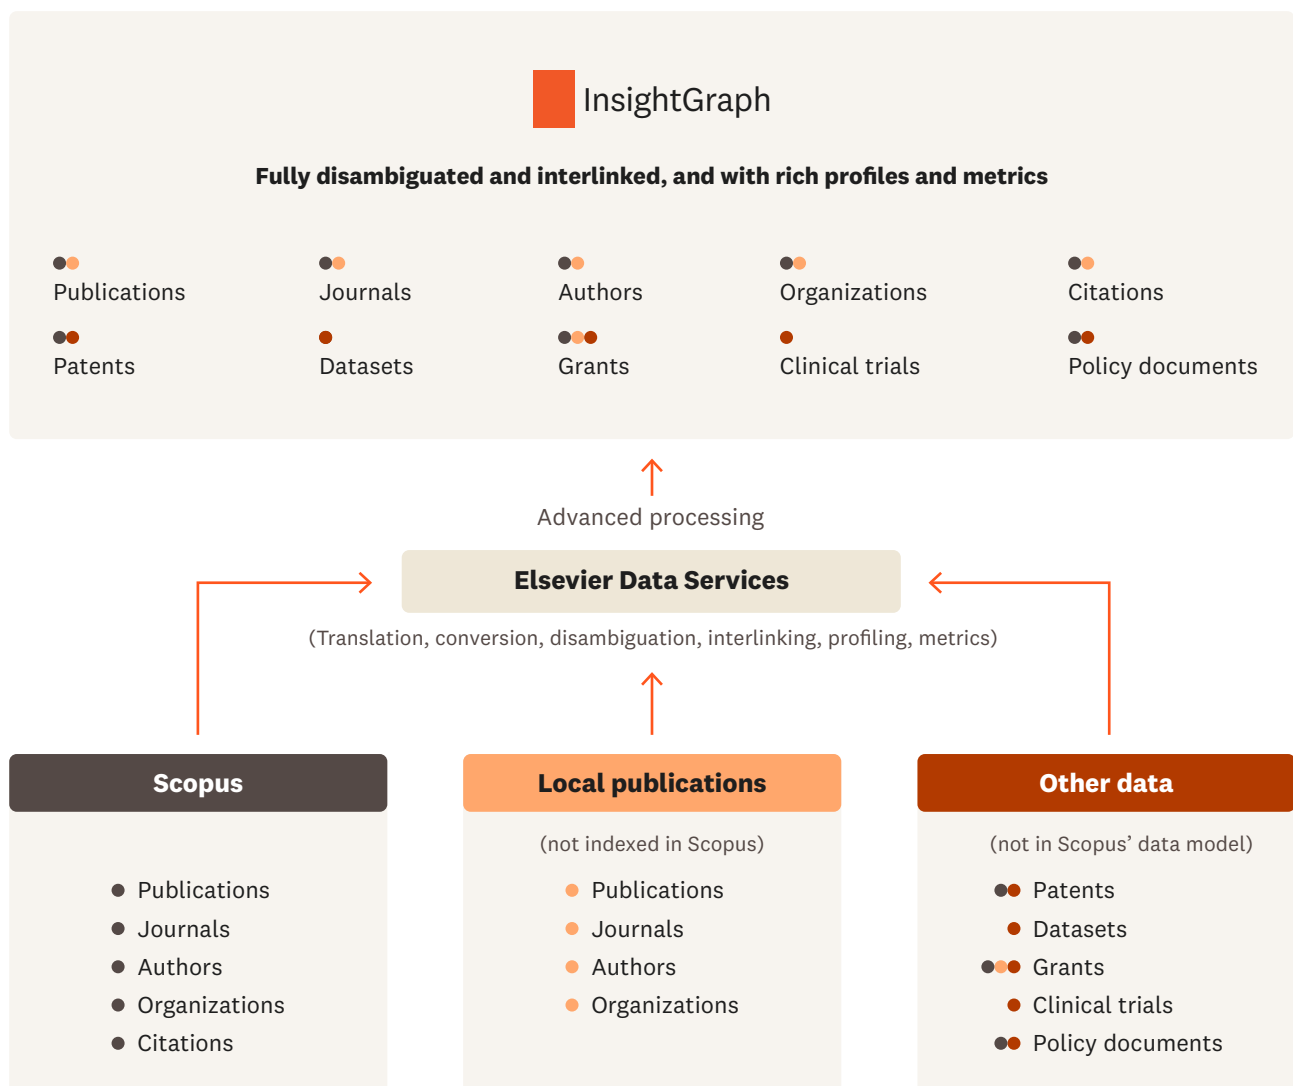 InsightGraph
Fully disambiguated and interlinked, and with rich profiles and metrics
Publications
Journals
Authors
Organizations
Citations
Patents
Datasets
Grants
Clinical trials
Policy documents
Advanced processing
Elsevier Data Services
(Translation, conversion, disambiguation, interlinking, profiling, metrics)
Scopus
Publications
Journals
Authors
Organizations
Citations
Local publications
(not indexed in Scopus)
Publications
Journals
Authors
Organizations
Other data
(not in Scopus’ data model)
Patents
Datasets
Grants
Clinical trials
Policy documents